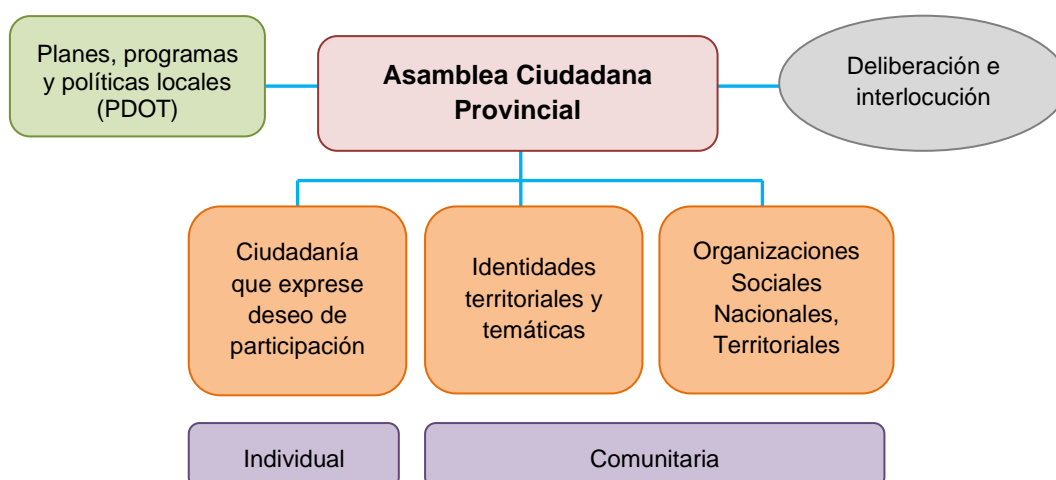 Planes, programas
y políticas locales
(PDOT)
Asamblea Ciudadana
Provincial
Deliberación e
interlocución
Ciudadanía
que exprese
deseo de
participación
Identidades
territoriales y
temáticas
Organizaciones
Sociales
Nacionales,
Territoriales
Individual
Comunitaria